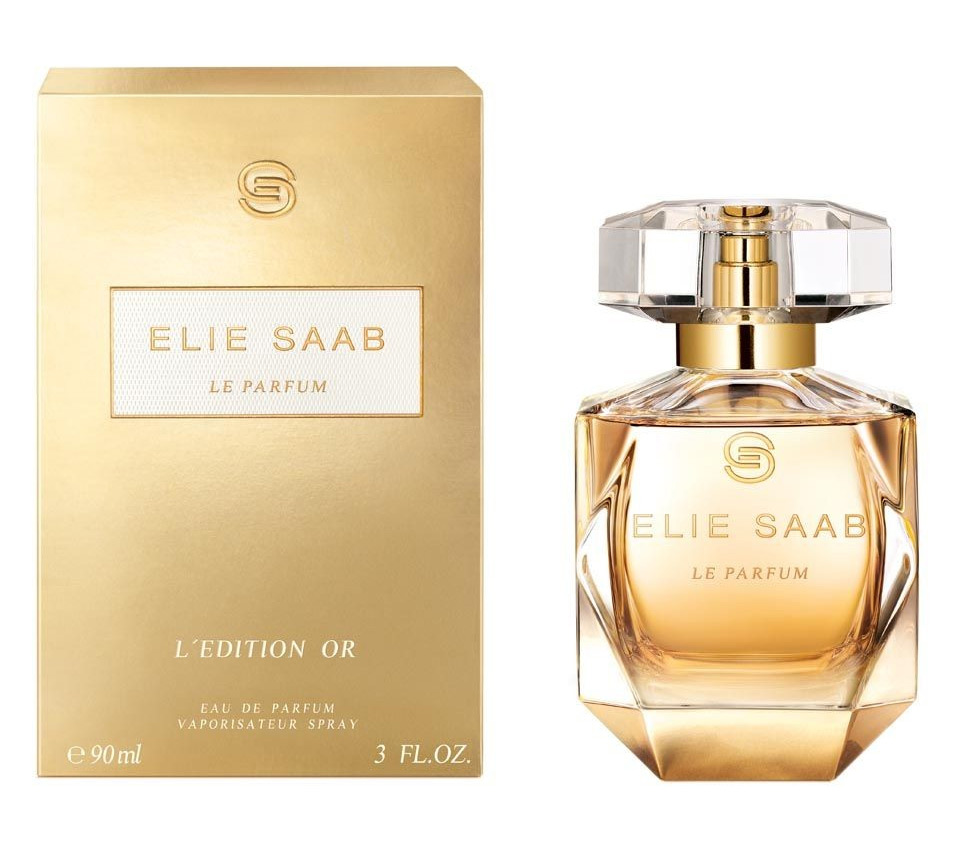 ELIE SAAB
LE PARFUM
L´EDITION OR
EAU DE PARFUM
VAPORISATEUR SPRAY
℮ 90 ml 3 FL.OZ.
ELIE SAAB
LE PARFUM